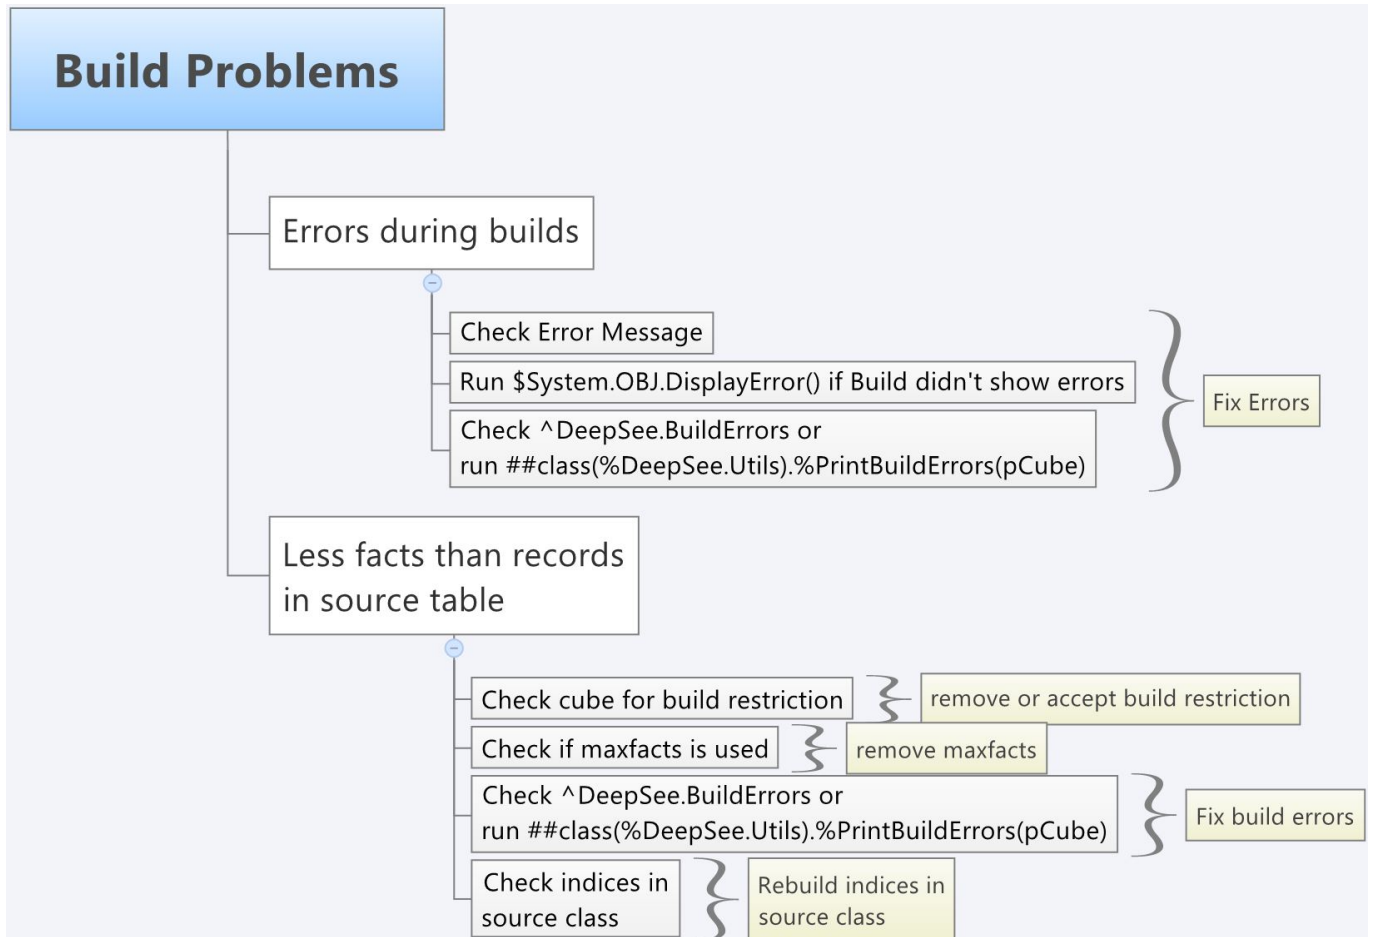 Build Problems
Errors during builds
Check Error Message
Run $System.OBJ.DisplayError() if Build didn't show errors
Check ^DeepSee.BuildErrors or
run ##class(%DeepSee.Utils).%PrintBuildErrors(pCube)
Fix Errors
Less facts than records
in source table
Check cube for build restriction
remove or accept build restriction
Check if maxfacts is used
remove maxfacts
Check ^DeepSee.BuildErrors or
run ##class(%DeepSee.Utils).%PrintBuildErrors(pCube)
Fix build errors
Check indices in
source class
Rebuild indices in
source class